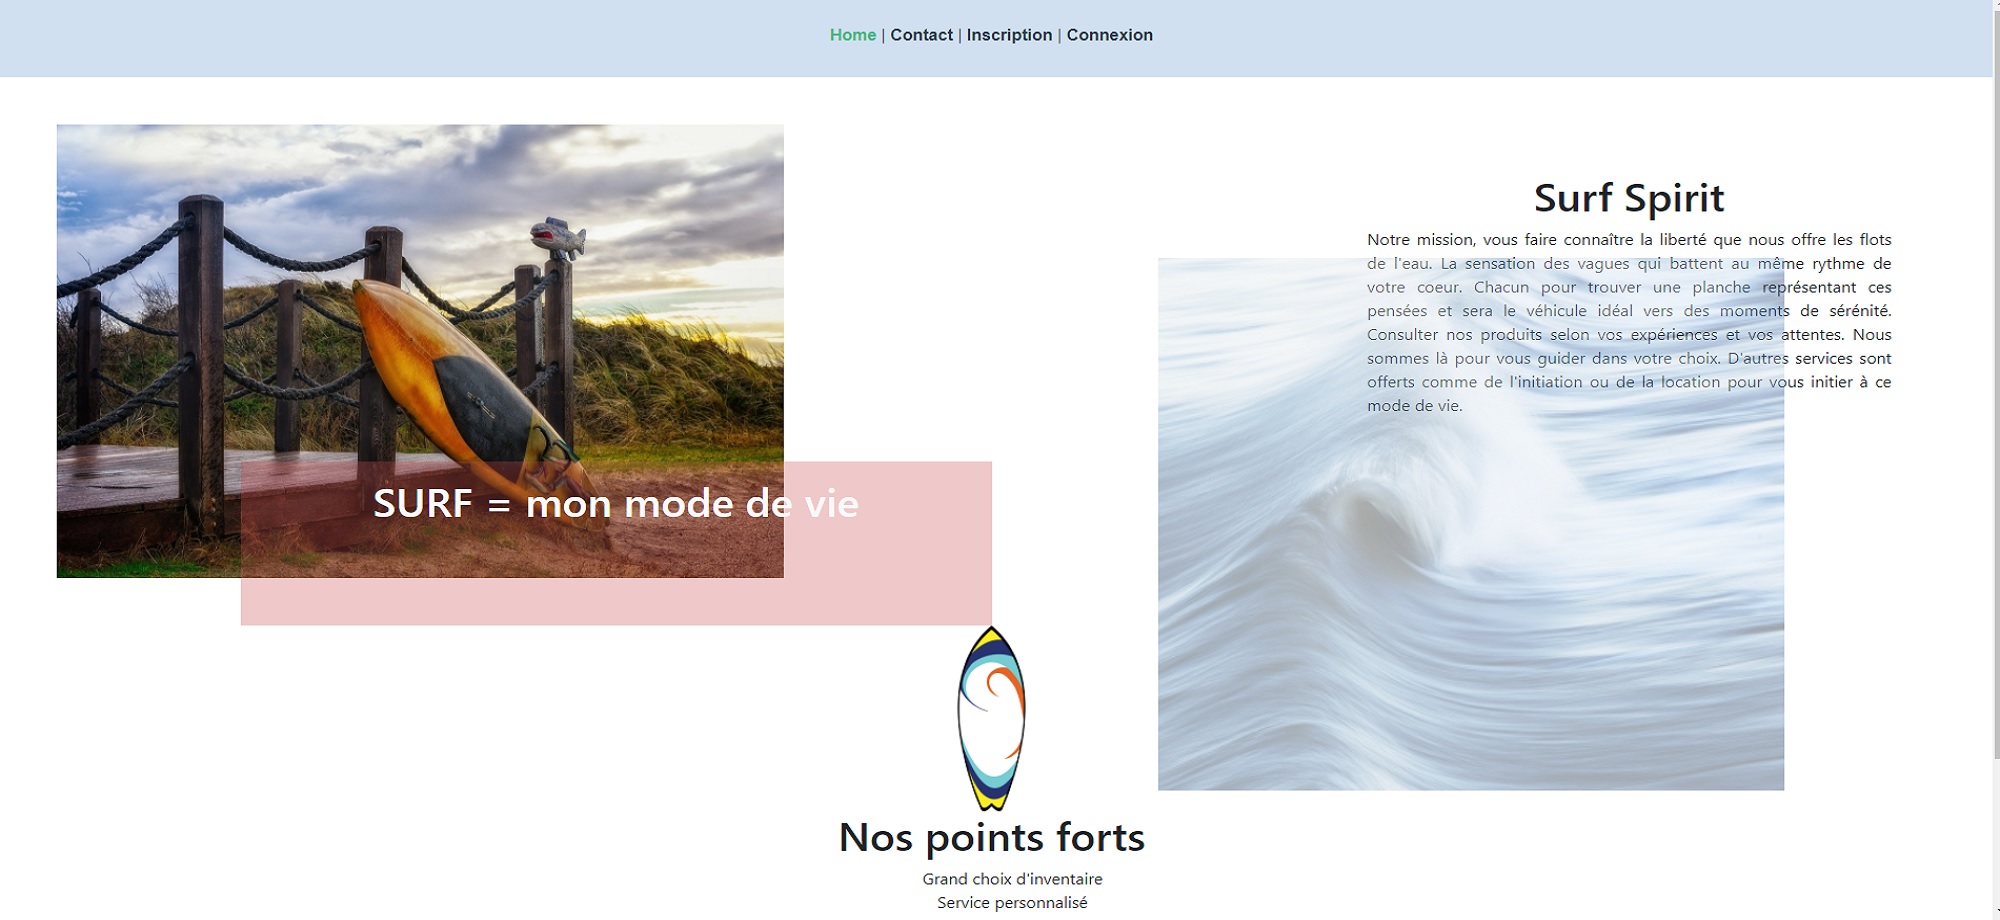 Home | Contact | Inscription | Connexion
Surf Spirit
Notre mission, vous faire connaître la liberté que nous offre les flots
de l'eau. La sensation des vagues qui battent au même rythme de
votre coeur. Chacun pour trouver une planche représentant ces
pensées et sera le véhicule idéal vers des moments de sérénité.
Consulter nos produits selon vos expériences et vos attentes. Nous
sommes là pour vous guider dans votre choix. D'autres services sont
offerts comme de l'initiation ou de la location pour vous initier à ce
mode de vie.
SURF = mon mode de vie
Nos points forts
Grand choix d'inventaire
Service personnalisé